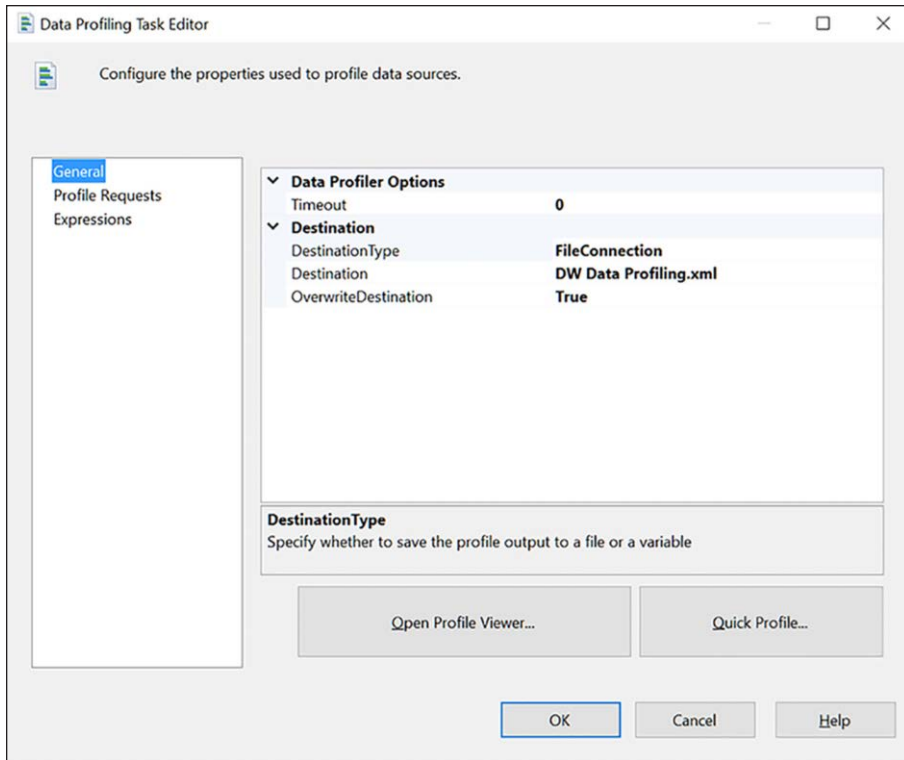 Data Profiling Task Editor
Configure the properties used to profile data sources.
General
Profile Requests
Expressions
Data Profiler Options
Timeout 0
Destination
DestinationType FileConnection
Destination DW Data Profiling.xml
OverwriteDestination True
DestinationType
Specify whether to save the profile output to a file or a variable
Open Profile Viewer... Quick Profile...
OK Cancel Help